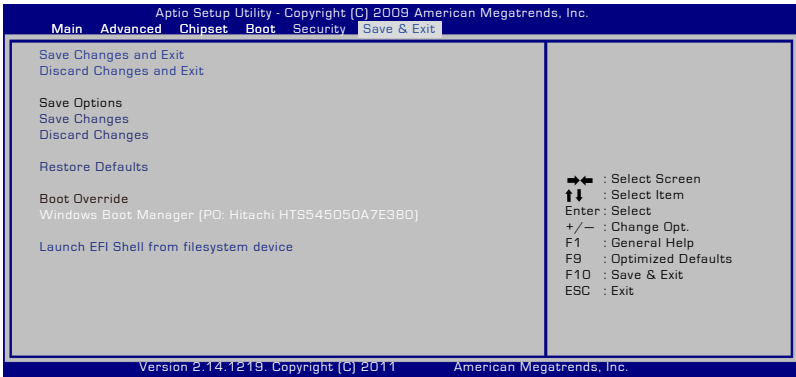 Aptio Setup Utility - Copyright (C) 2009 American Megatrends, Inc.
Main Advanced Chipset Boot Security Save & Exit
Save Changes and Exit
Discard Changes and Exit
Save Options
Save Changes
Discard Changes
Restore Defaults
Boot Override
Windows Boot Manager (PO: Hitachi HTS545050A7E380)
Launch EFI Shell from filesystem device
→← : Select Screen
↑↓ : Select Item
Enter : Select
+/— : Change Opt.
F1 : General Help
F9 : Optimized Defaults
F10 : Save & Exit
ESC : Exit
Version 2.14.1219. Copyright (C) 2011 American Megatrends, Inc.